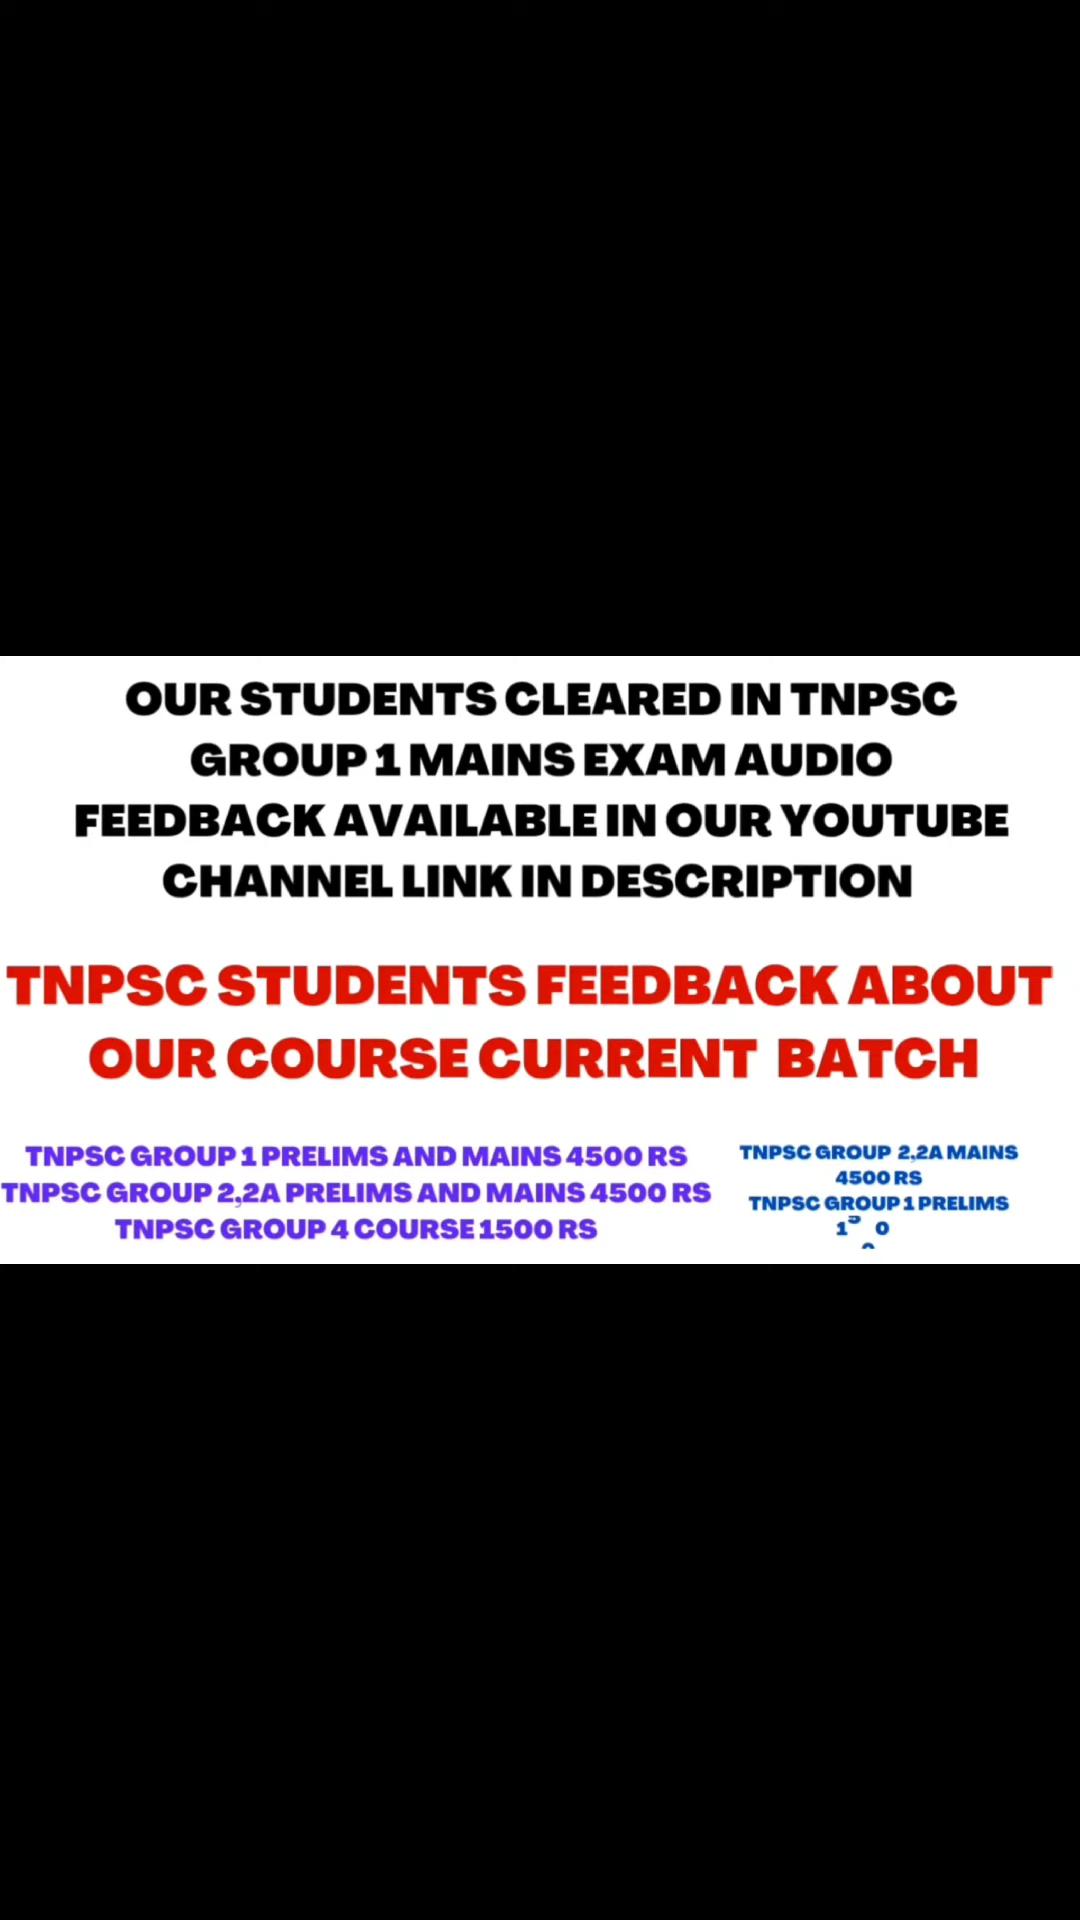 OUR STUDENTS CLEARED IN TNPSC
GROUP 1 MAINS EXAM AUDIO
FEEDBACK AVAILABLE IN OUR YOUTUBE
CHANNEL LINK IN DESCRIPTION
TNPSC STUDENTS FEEDBACK ABOUT
OUR COURSE CURRENT BATCH
TNPSC GROUP 1 PRELIMS AND MAINS 4500 RS
TNPSC GROUP 2,2A PRELIMS AND MAINS 4500 RS
TNPSC GROUP 4 COURSE 1500 RS
TNPSC GROUP 2,2A MAINS
4500 RS
TNPSC GROUP 1 PRELIMS